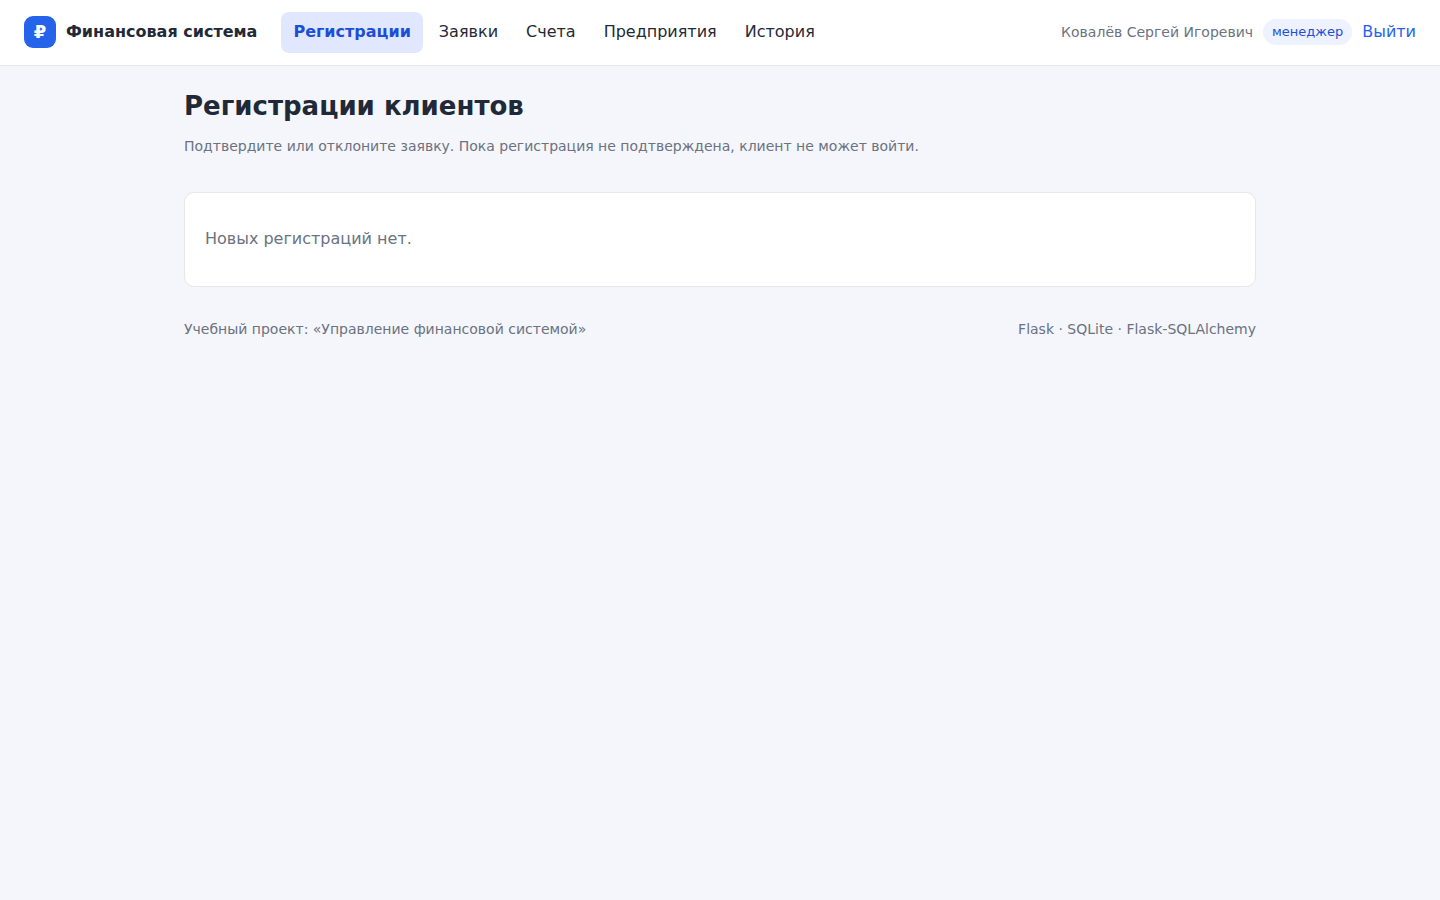 ₽ Финансовая система Регистрации Заявки Счета Предприятия История Ковалёв Сергей Игоревич менеджер Выйти
Регистрации клиентов
Подтвердите или отклоните заявку. Пока регистрация не подтверждена, клиент не может войти.
Новых регистраций нет.
Учебный проект: «Управление финансовой системой» Flask · SQLite · Flask-SQLAlchemy